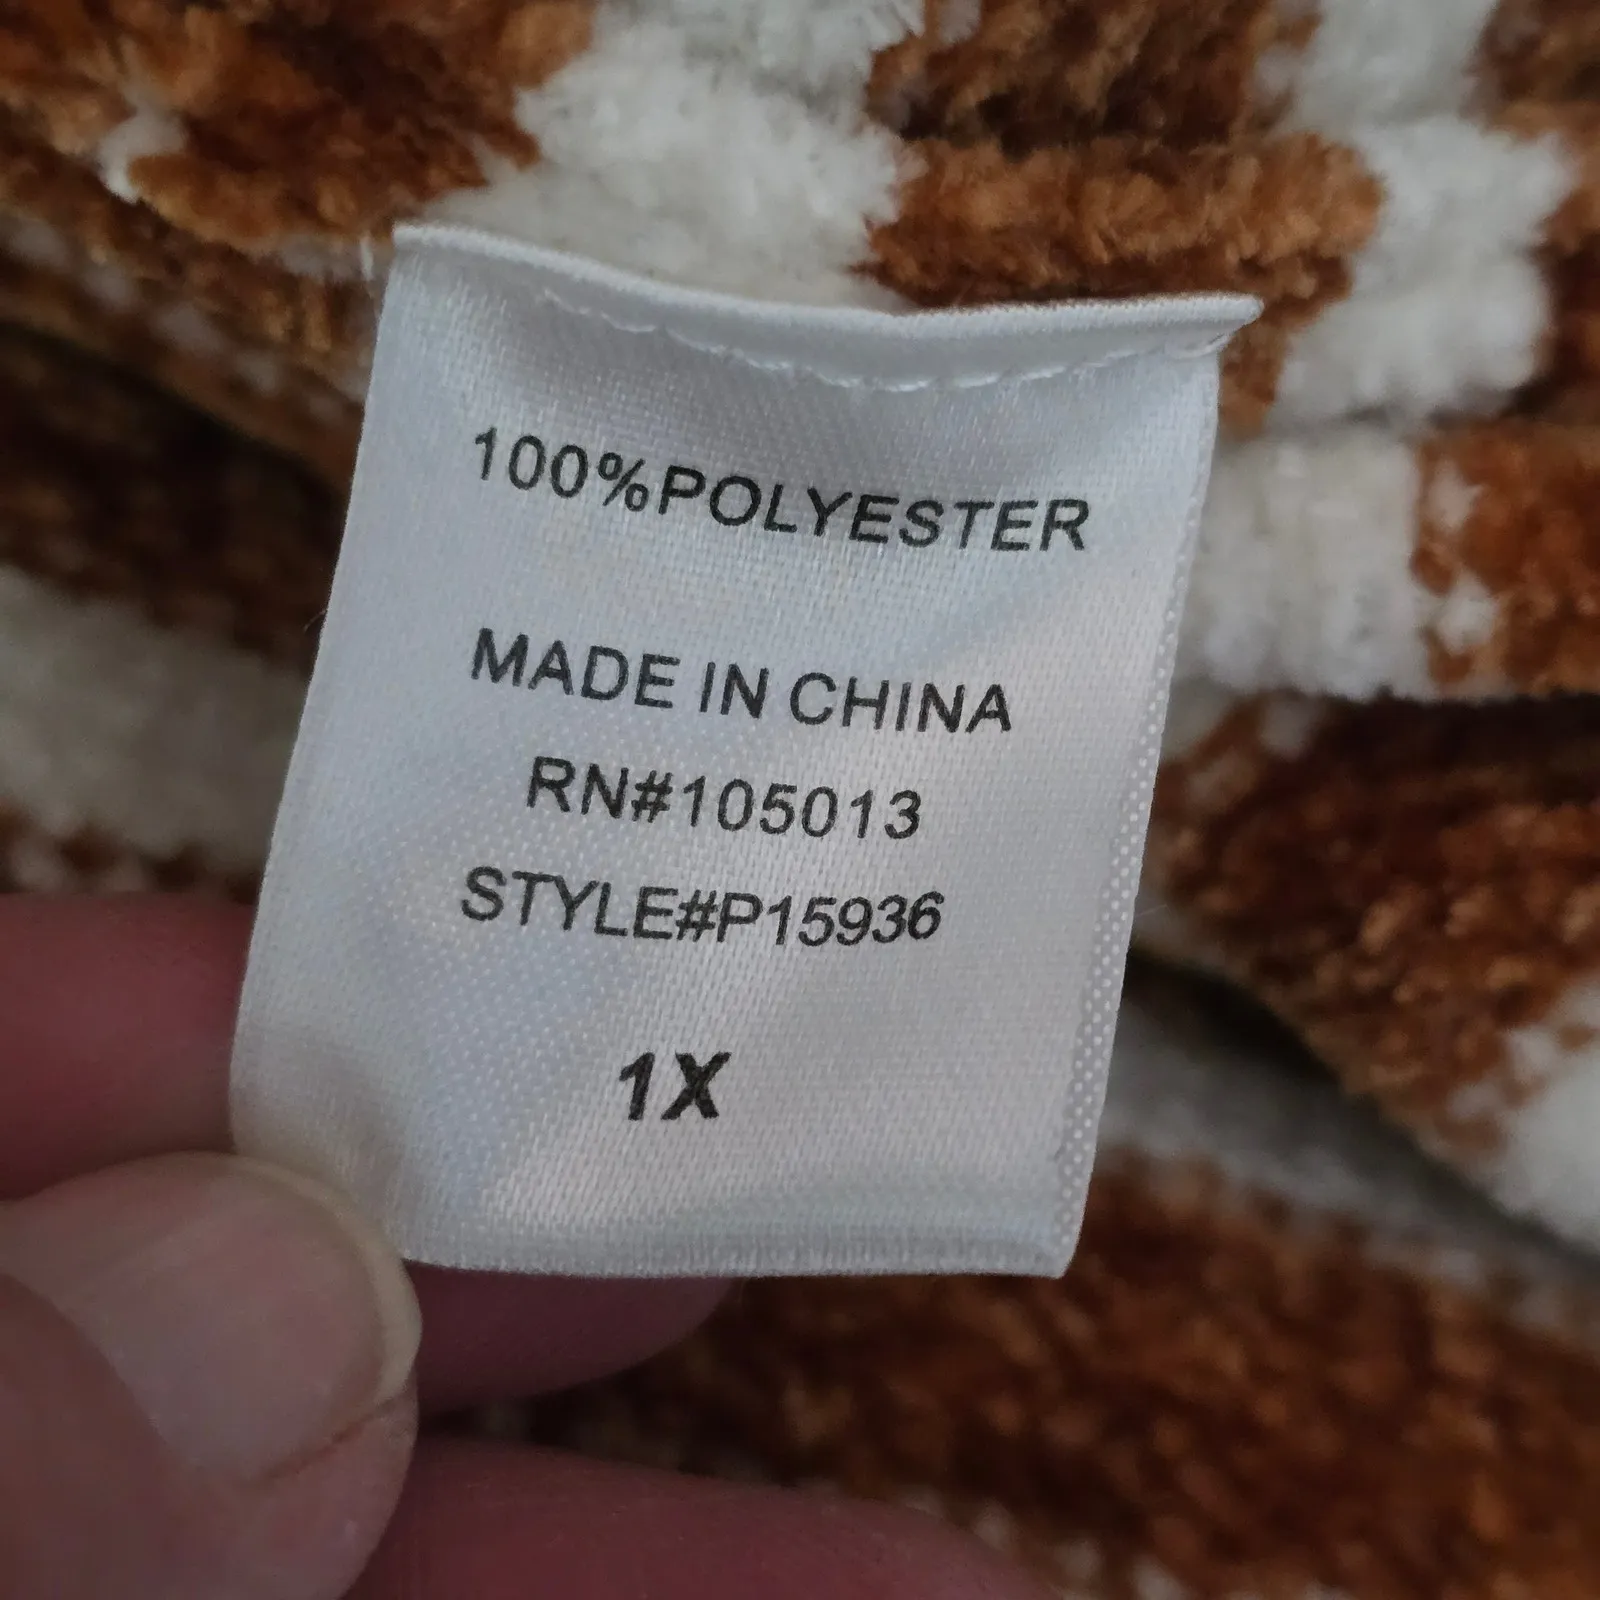 100%POLYESTER
MADE IN CHINA
RN#105013
STYLE#P15936
1X